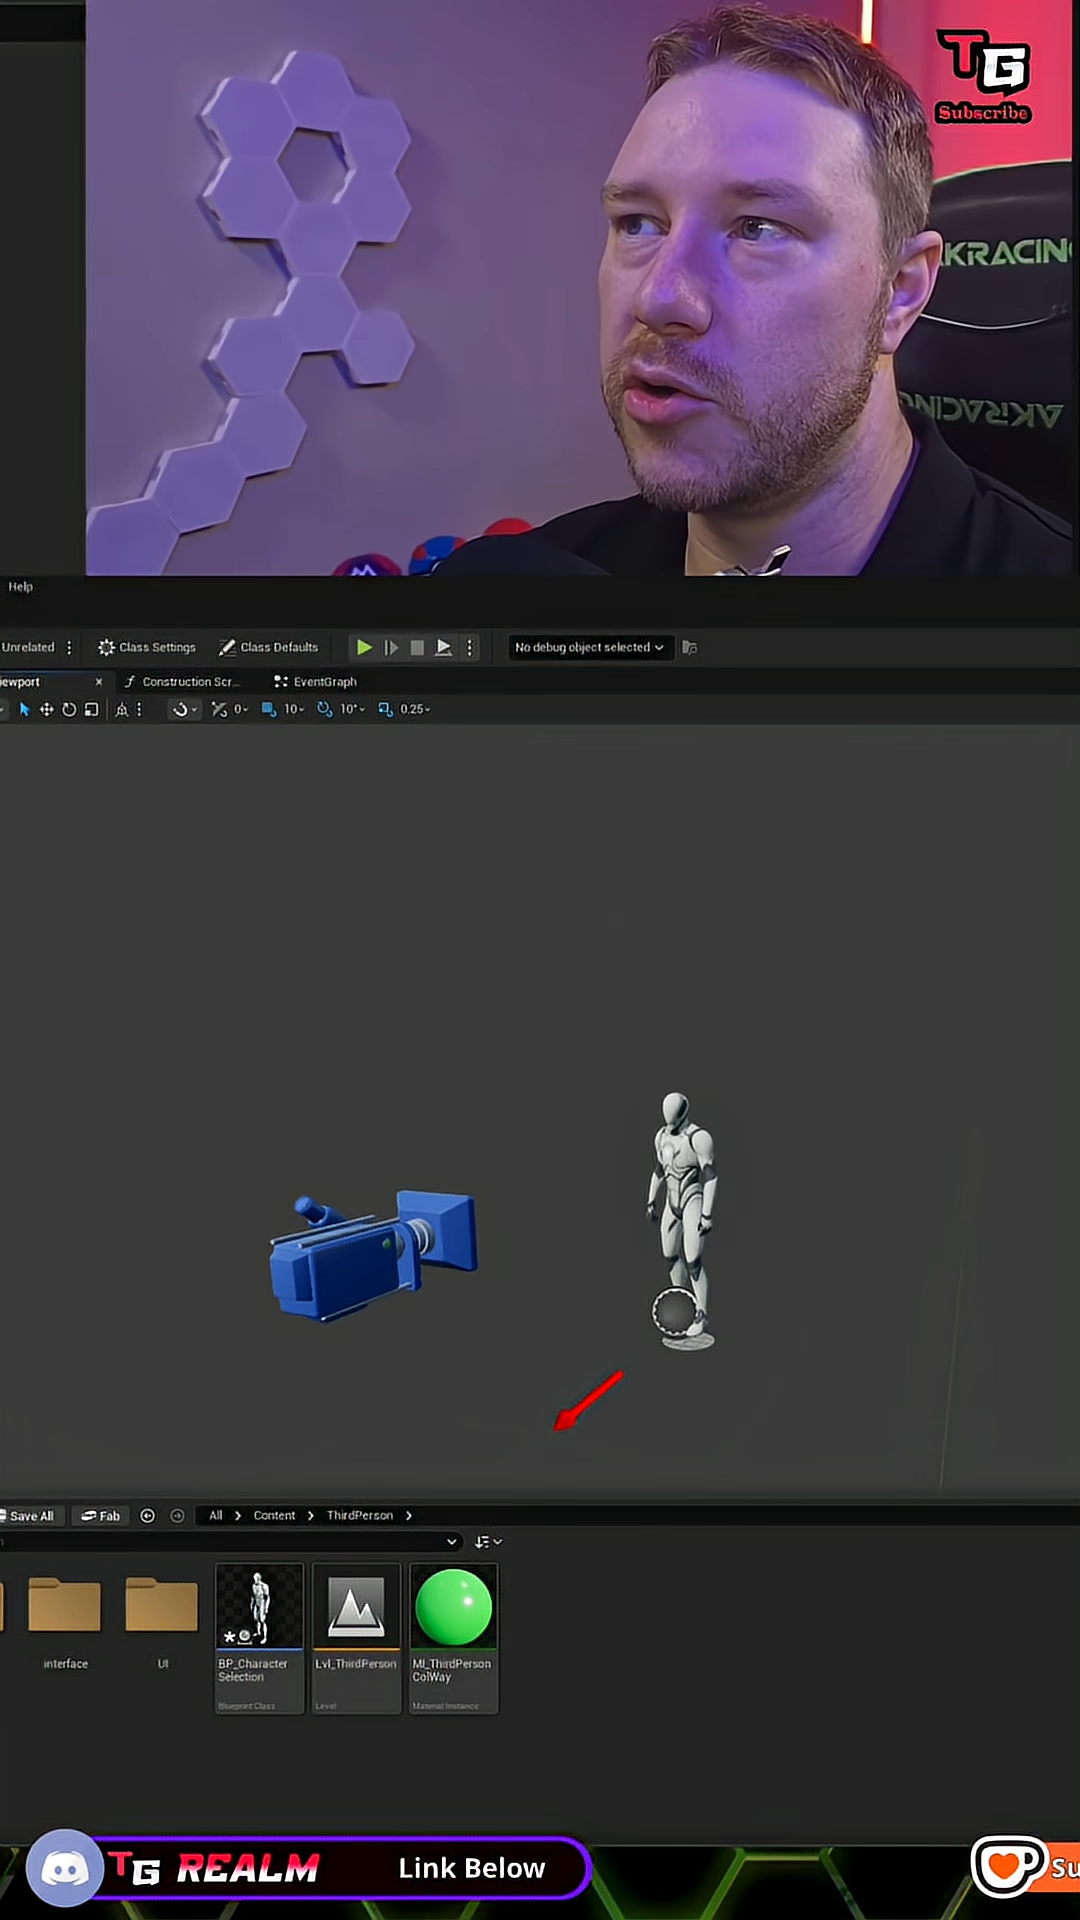 TG
Subscribe
KRACIN
AKRACING
Help
Unrelated
Class Settings
Class Defaults
No debug object selected
iewport
Construction Scr...
EventGraph
0
10
10°
0.25
Save All
Fab
All
Content
ThirdPerson
interface
UI
BP_Character
Selection
Blueprint Class
Lvl_ThirdPerson
Level
MI_ThirdPerson
ColWay
Material Instance
TG REALM
Link Below
Su